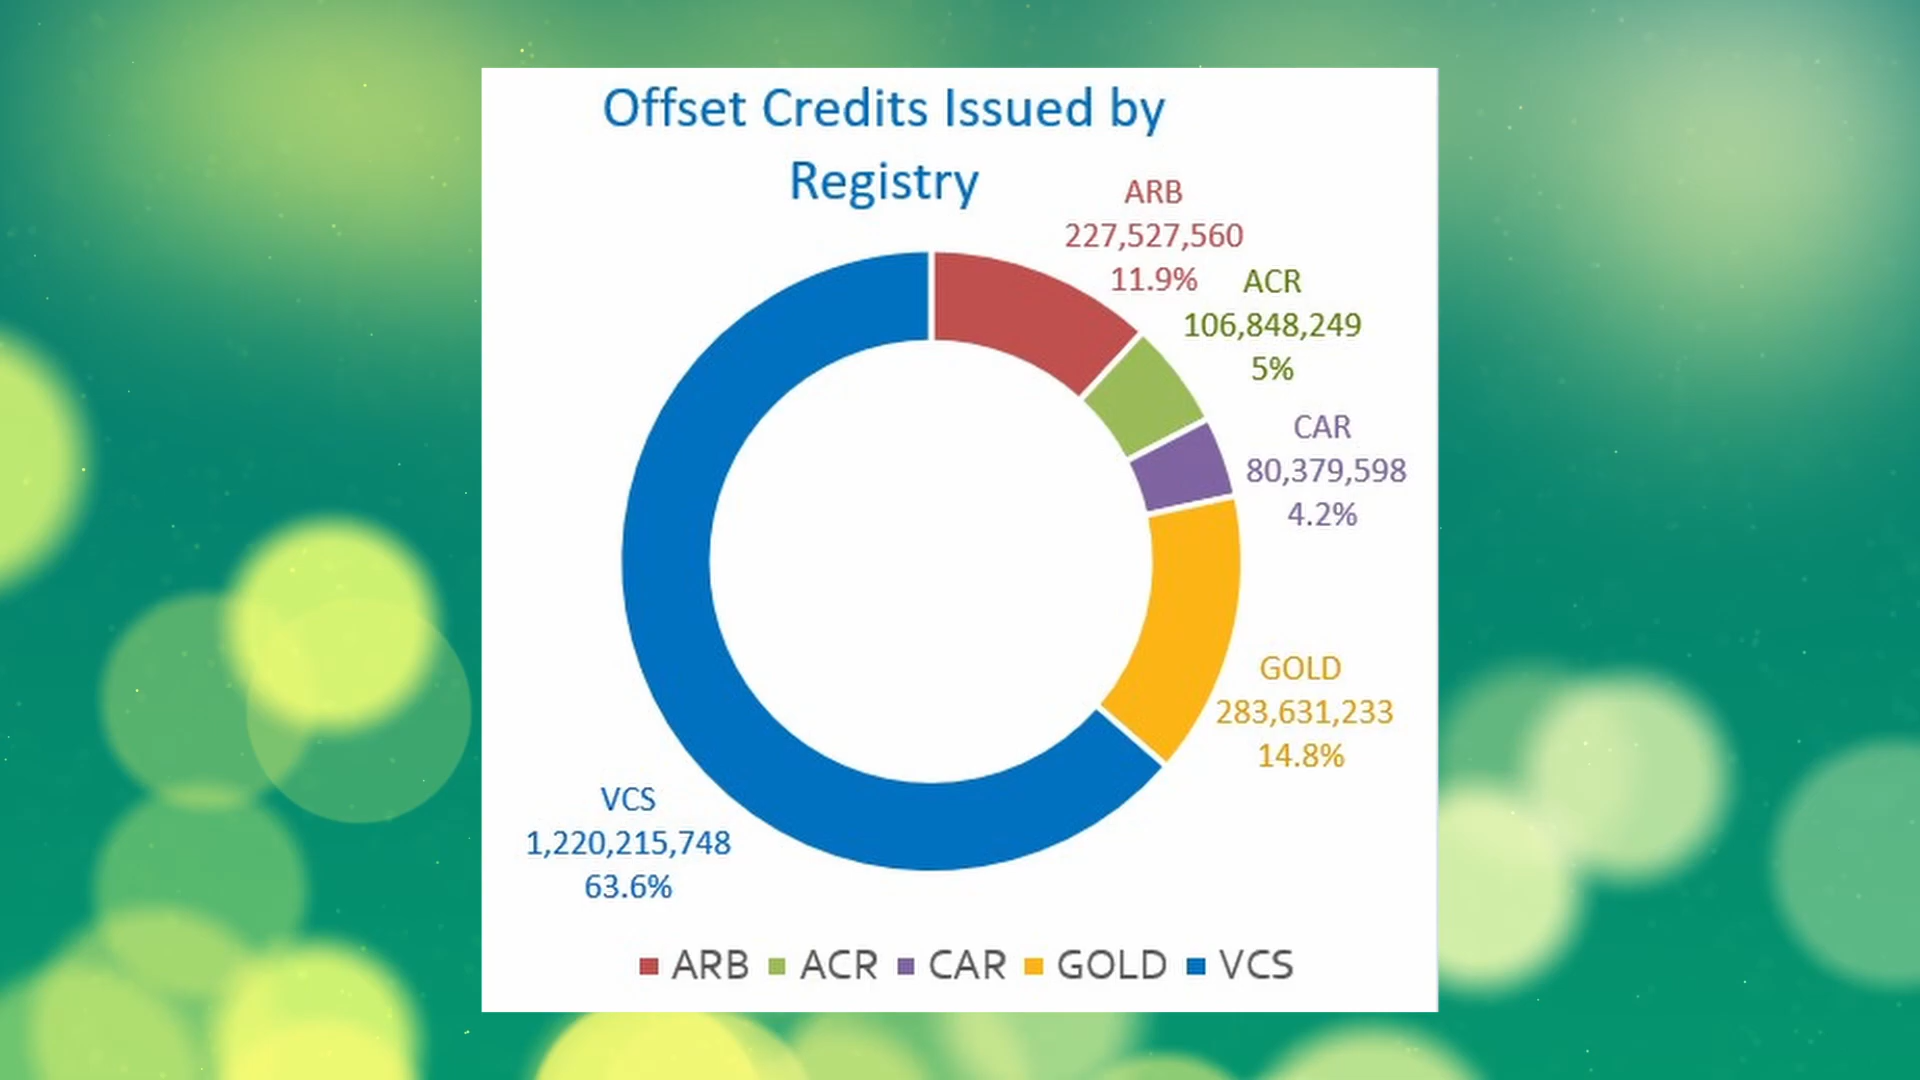 Offset Credits Issued by
Registry
ARB
227,527,560
11.9%
ACR
106,848,249
5%
CAR
80,379,598
4.2%
GOLD
283,631,233
14.8%
VCS
1,220,215,748
63.6%
ARB ACR CAR GOLD VCS